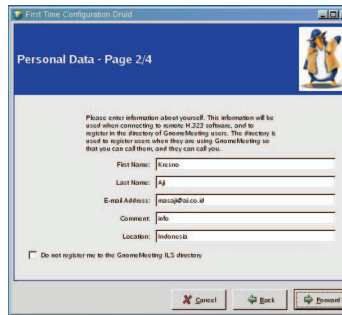 First Time Configuration Druid
Personal Data - Page 2/4
Please enter information about yourself. This information will be
used when connecting to remote H.323 software, and to
register in the directory of GnomeMeeting users. The directory is
used to register users when they are using GnomeMeeting so
that you can call them, and they can call you.
First Name: Kresno
Last Name: Aji
E-mail Address: masaji@ai.co.id
Comment: info
Location: Indonesia
Do not register me to the GnomeMeeting ILS directory
Cancel Back Forward